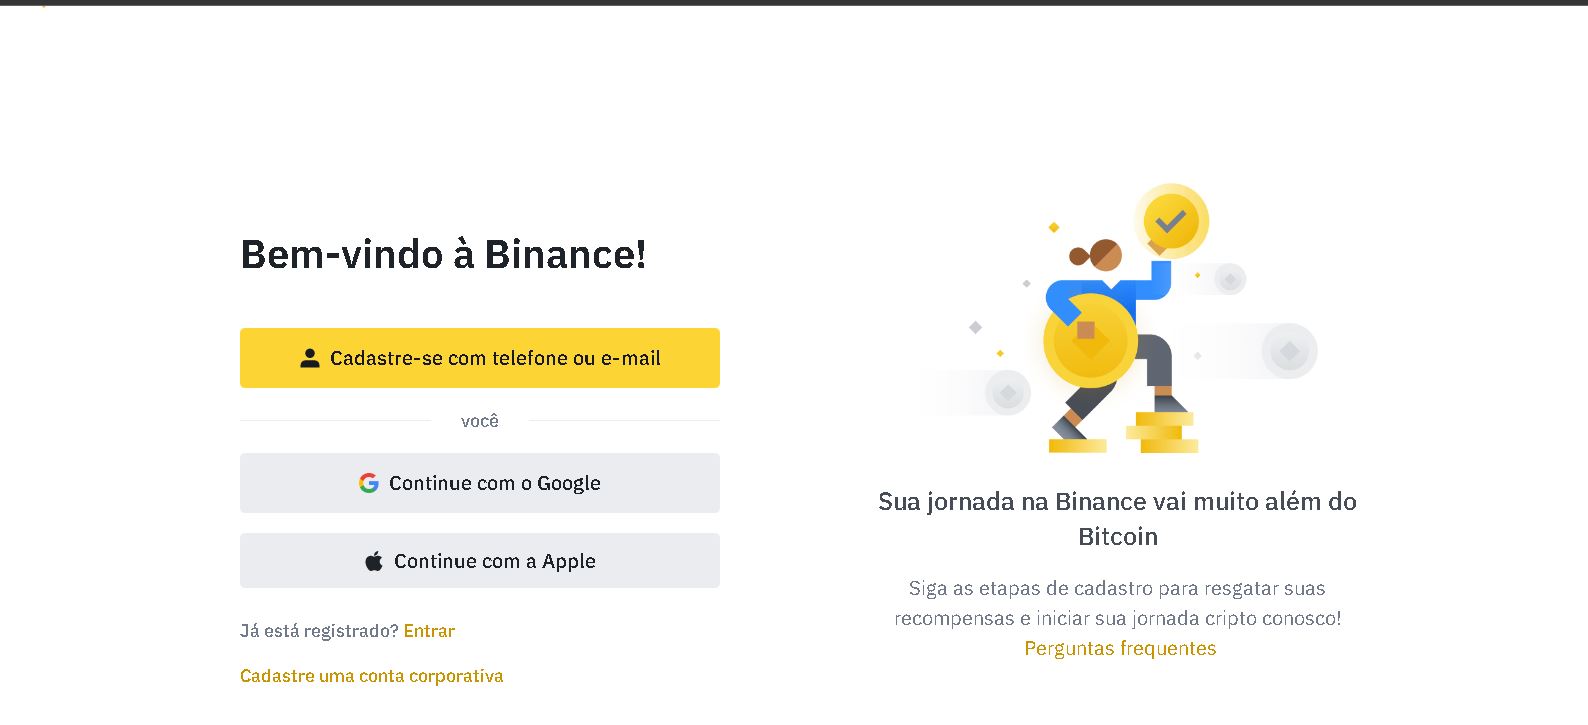 Bem-vindo à Binance!
Cadastre-se com telefone ou e-mail
você
Continue com o Google
Continue com a Apple
Já está registrado? Entrar
Cadastre uma conta corporativa
Sua jornada na Binance vai muito além do
Bitcoin
Siga as etapas de cadastro para resgatar suas
recompensas e iniciar sua jornada cripto conosco!
Perguntas frequentes